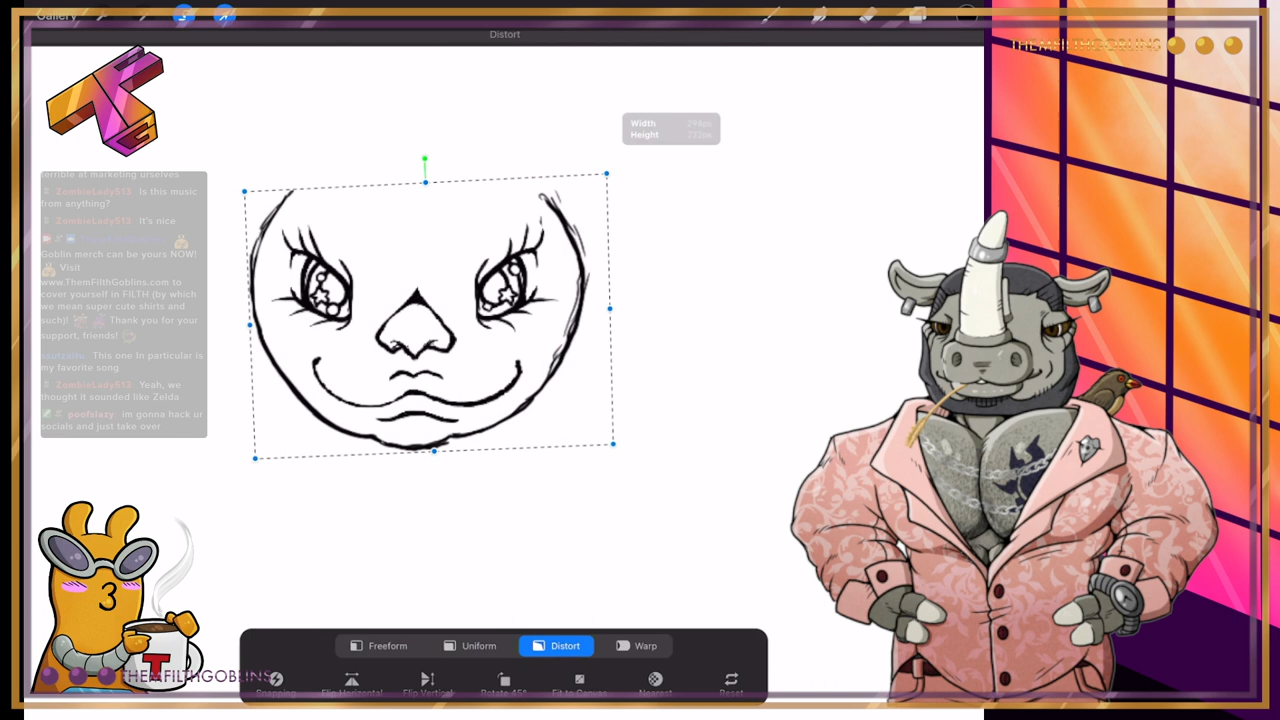 Gallery
Distort
THEMFILTHGOBLINS
Width 298px
Height
terrible at marketing urselves
ZombieLady513 Is this music
from anything?
ZombieLady513 It's nice
Goblin merch can be yours NOW!
Visit
www.ThemFilthGoblins.com to
cover yourself in FILTH (by which
we mean super cute shirts and
such)! Thank you for your
support, friends!
This one In particular is
my favorite song
ZombieLady513 Yeah, we
thought it sounded like Zelda
poofslazy im gonna hack ur
socials and just take over
Freeform Uniform Distort Warp
Snapping Flip Horizontal Flip Vertical Rotate 45° Fit to Canvas Nearest Reset
T
THEMFILTHGOBLINS